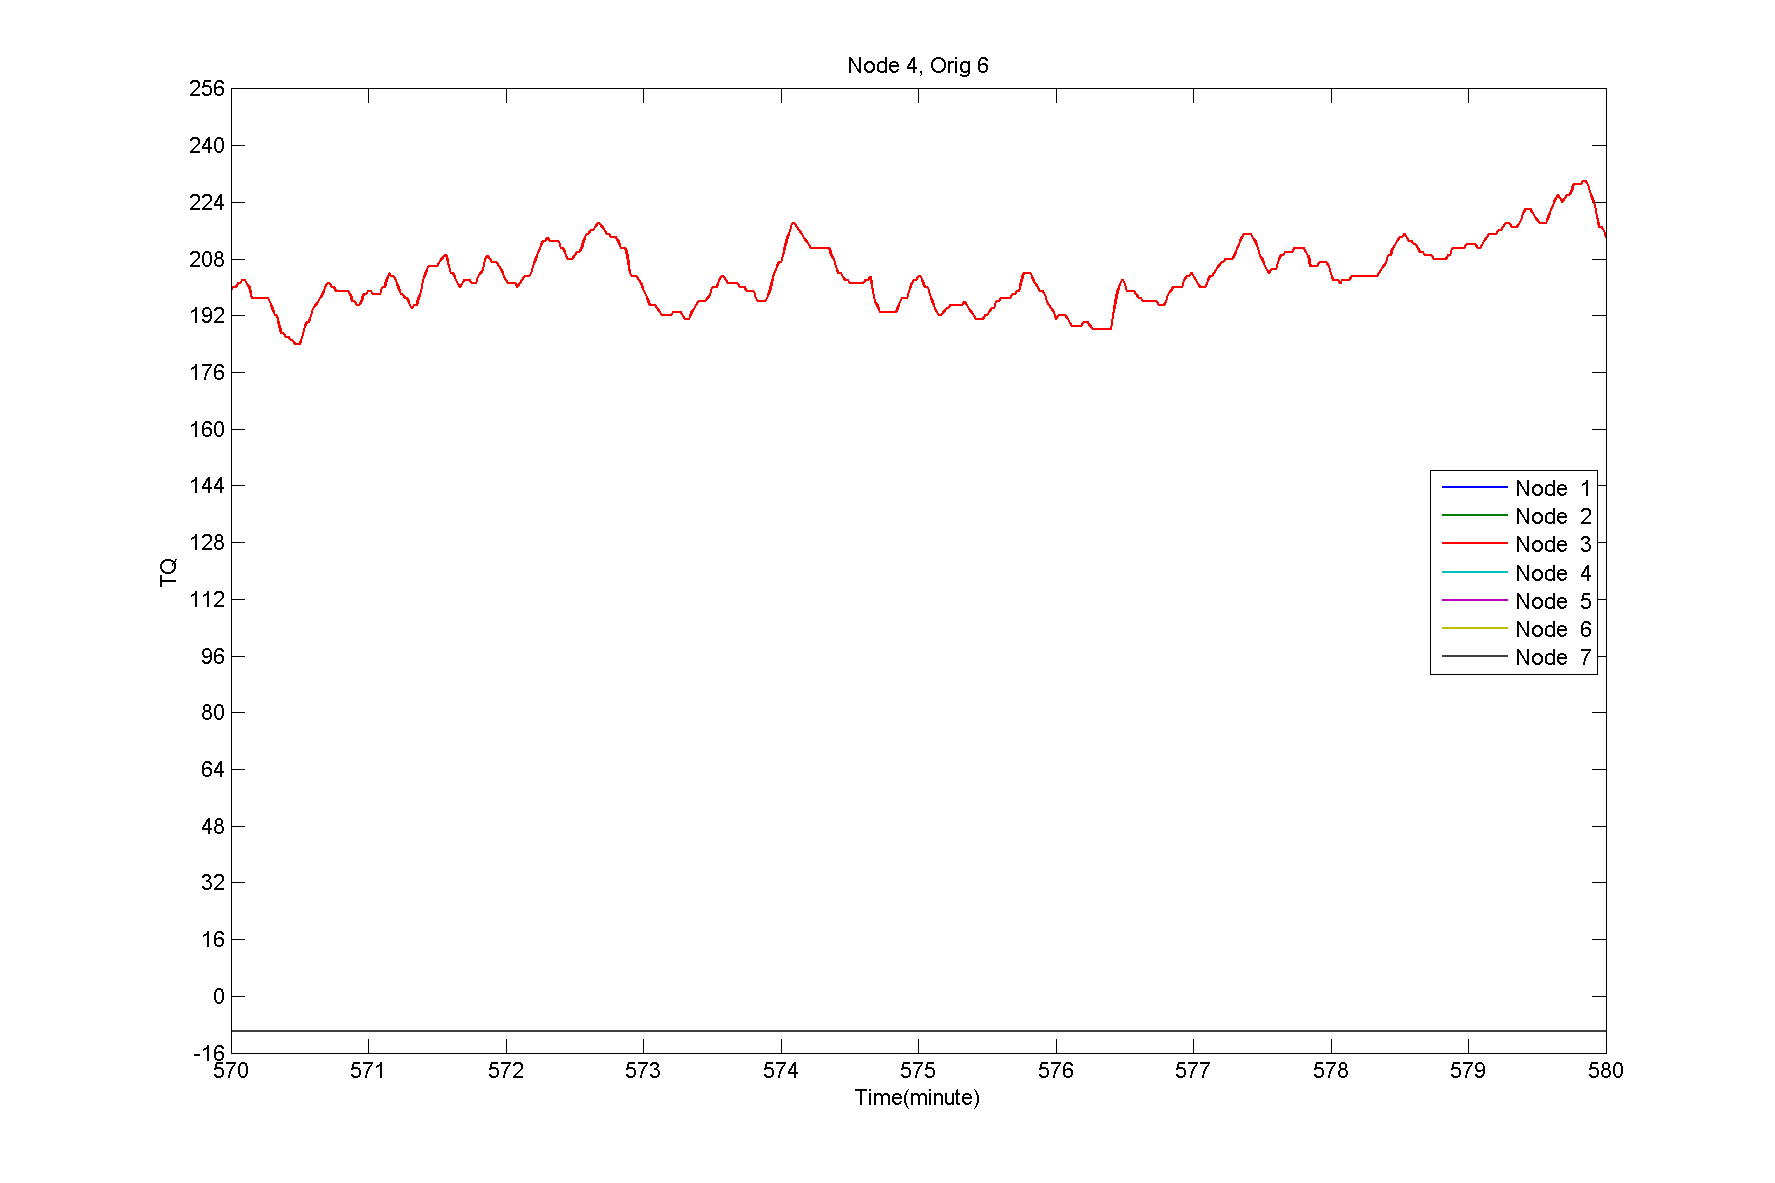 Node 4, Orig 6
256
240
224
208
192
176
160
144
128
112
96
80
64
48
32
16
0
-16
TQ
Node 1
Node 2
Node 3
Node 4
Node 5
Node 6
Node 7
570 571 572 573 574 575 576 577 578 579 580
Time(minute)